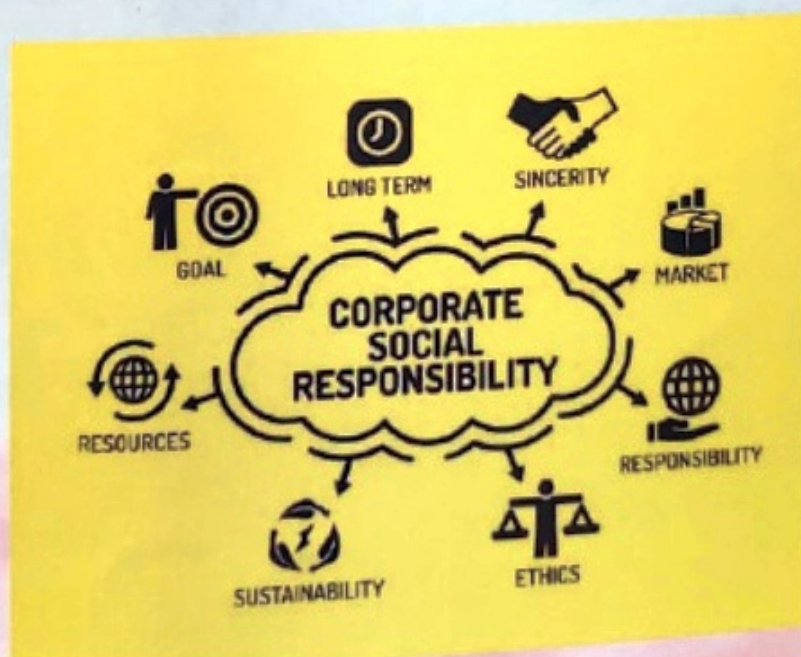 LONG TERM
SINCERITY
GOAL
MARKET
CORPORATE
SOCIAL
RESPONSIBILITY
RESOURCES
RESPONSIBILITY
SUSTAINABILITY
ETHICS